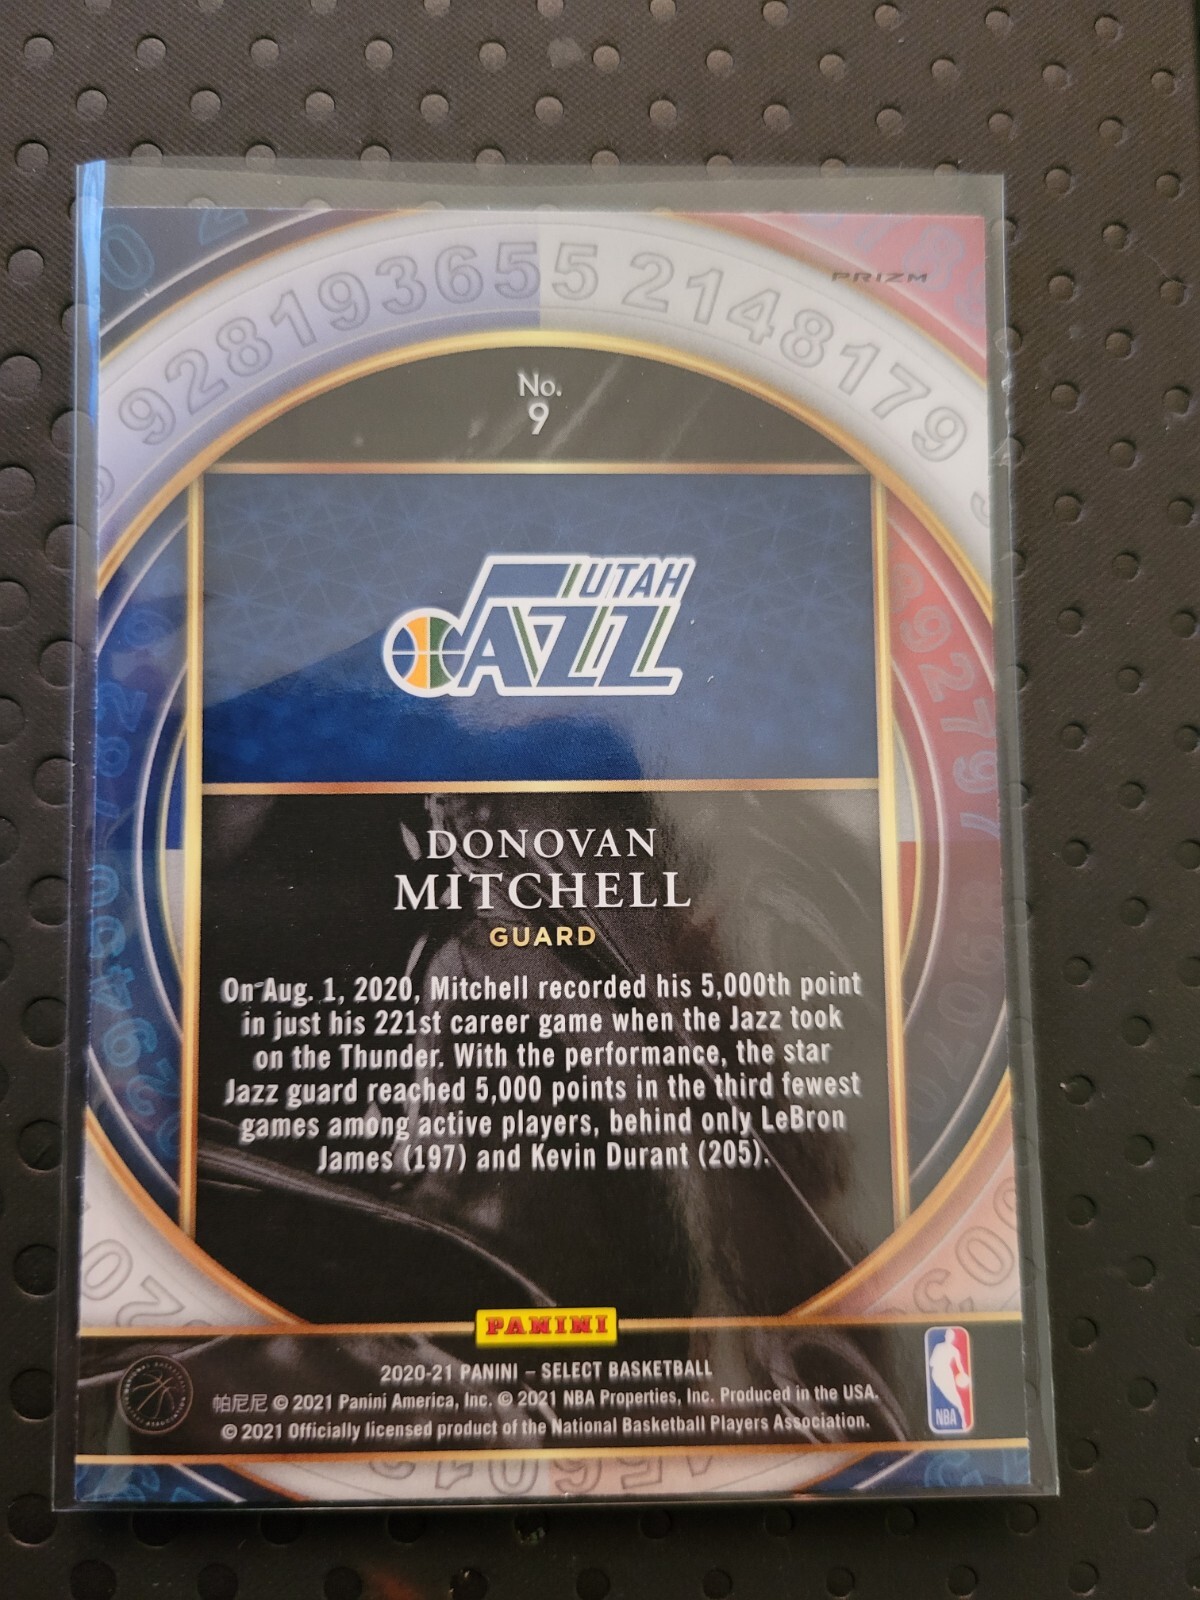 9281936555 2148179
PRIZM
No.
9
UTAH
JAZZ
DONOVAN
MITCHELL
GUARD
On Aug. 1, 2020, Mitchell recorded his 5,000th point
in just his 221st career game when the Jazz took
on the Thunder. With the performance, the star
Jazz guard reached 5,000 points in the third fewest
games among active players, behind only LeBron
James (197) and Kevin Durant (205).
PANINI
2020-21 PANINI – SELECT BASKETBALL
帕尼尼 © 2021 Panini America, Inc. © 2021 NBA Properties, Inc. Produced in the USA.
© 2021 Officially licensed product of the National Basketball Players Association.
NBA